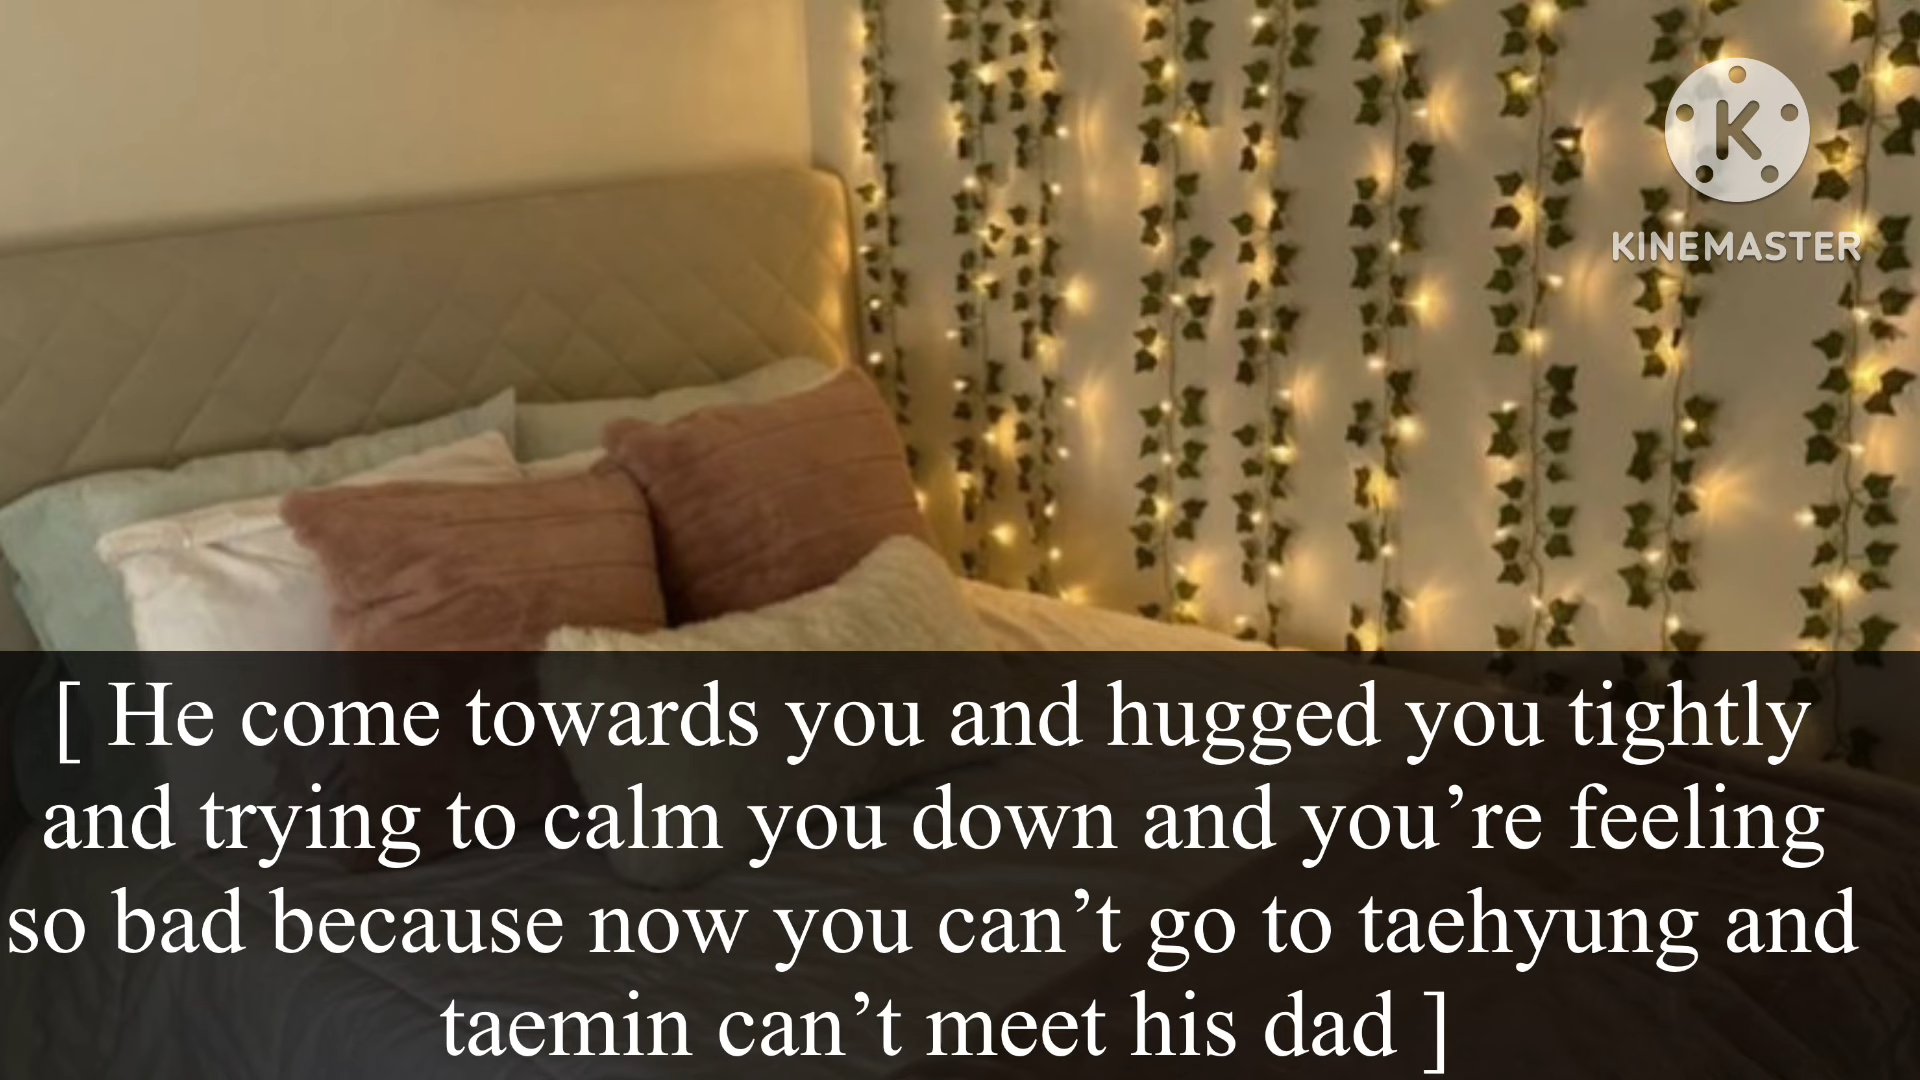 K
KINEMASTER
[ He come towards you and hugged you tightly
and trying to calm you down and you’re feeling
so bad because now you can’t go to taehyung and
taemin can’t meet his dad ]